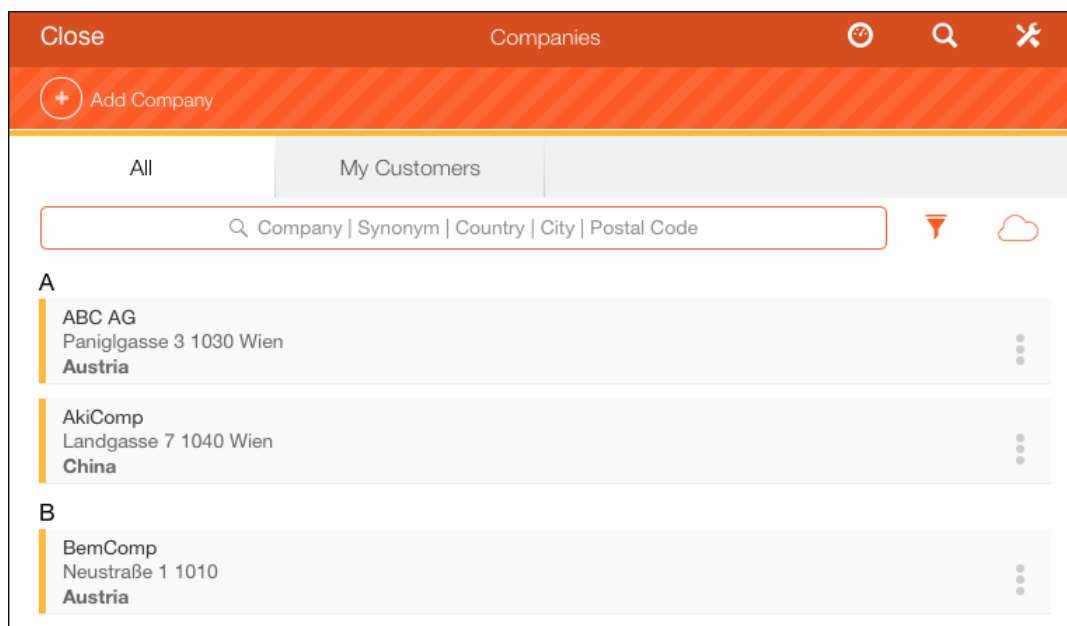 Close
Companies
Add Company
All
My Customers
Company | Synonym | Country | City | Postal Code
A
ABC AG
Paniglgasse 3 1030 Wien
Austria
AkiComp
Landgasse 7 1040 Wien
China
B
BemComp
Neustraße 1 1010
Austria